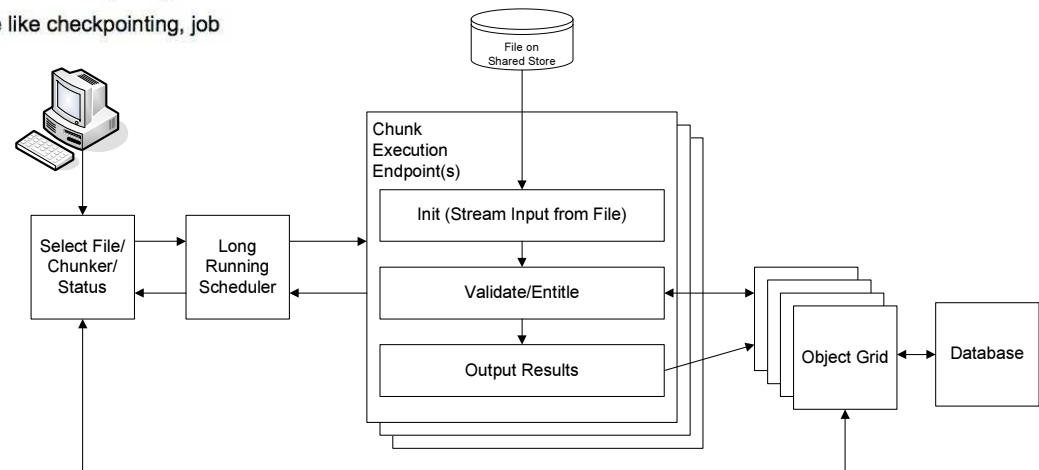 like checkpointing, job
File on
Shared Store
Chunk
Execution
Endpoint(s)
Init (Stream Input from File)
Select File/
Chunker/
Status
Long
Running
Scheduler
Validate/Entitle
Output Results
Object Grid
Database